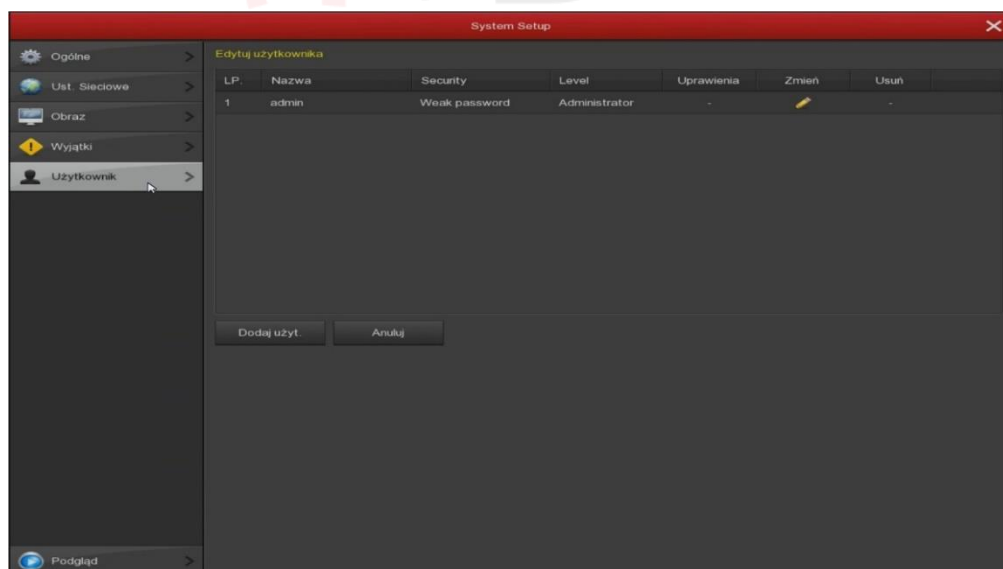 System Setup
Ogólne
Ust. Sieciowe
Obraz
Wyjątki
Użytkownik
Podgląd
Edytuj użytkownika
LP. Nazwa Security Level Uprawienia Zmień Usuń
1 admin Weak password Administrator - -
Dodaj użyt. Anuluj